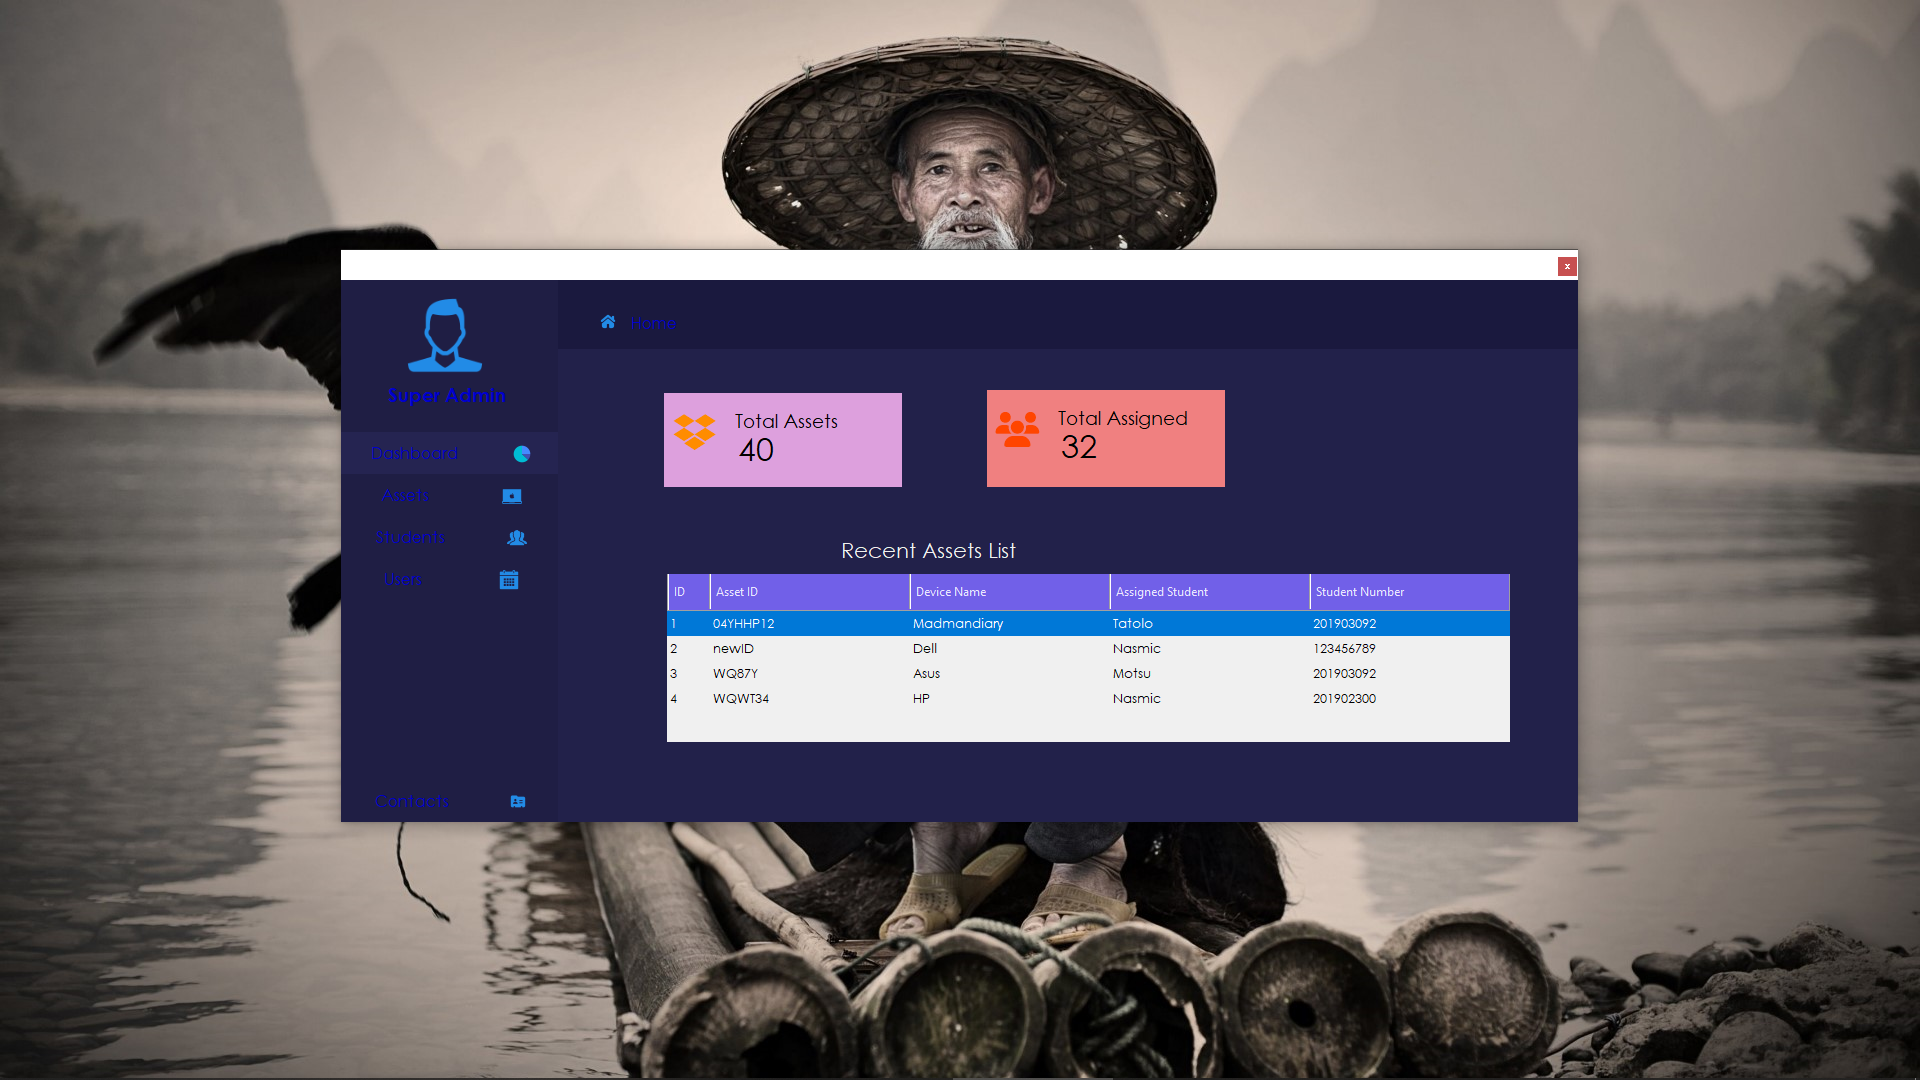 x
Home
Super Admin
Dashboard
Assets
Students
Users
Contacts
Total Assets
40
Total Assigned
32
Recent Assets List
ID Asset ID Device Name Assigned Student Student Number
1 04YHHP12 Madmandiary Tatolo 201903092
2 newID Dell Nasmic 123456789
3 WQ87Y Asus Motsu 201903092
4 WQWT34 HP Nasmic 201902300